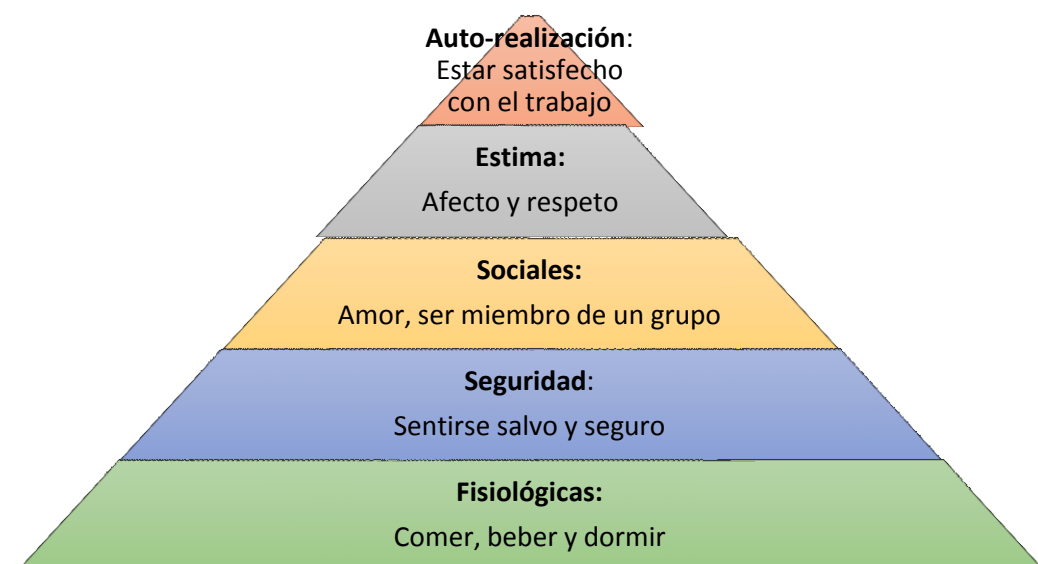 Auto-realización:
Estar satisfecho
con el trabajo
Estima:
Afecto y respeto
Sociales:
Amor, ser miembro de un grupo
Seguridad:
Sentirse salvo y seguro
Fisiológicas:
Comer, beber y dormir